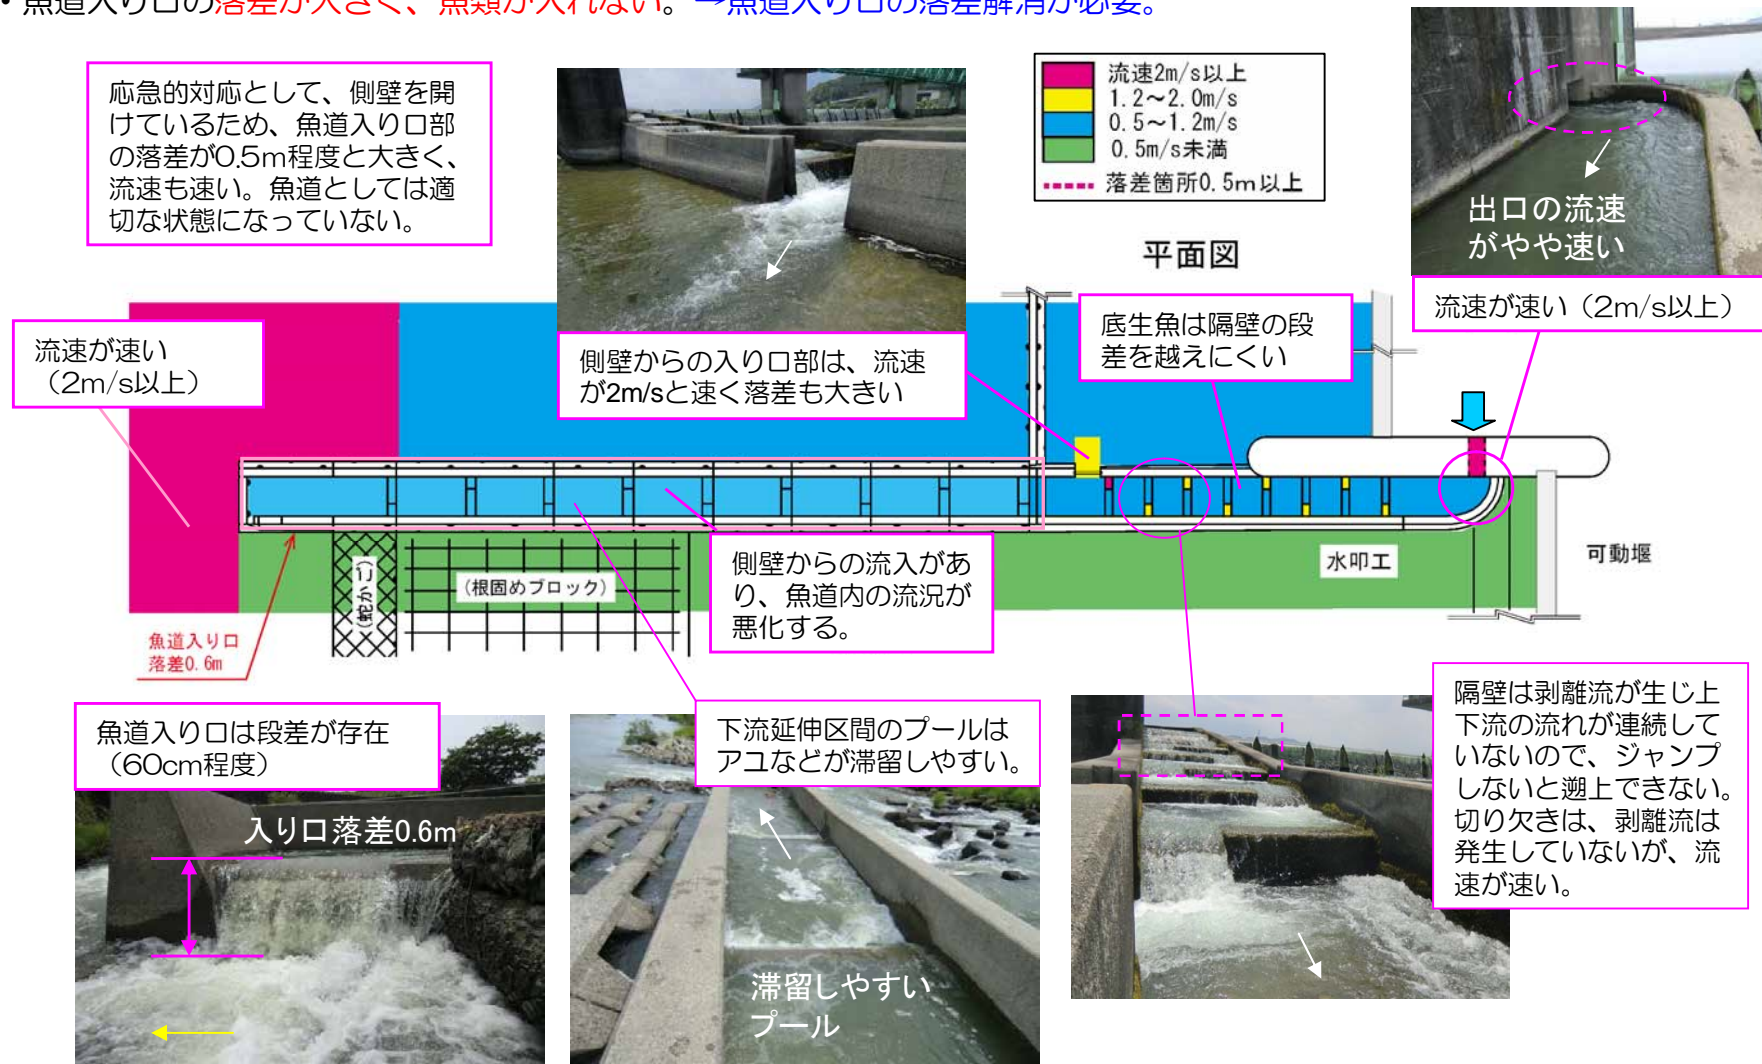 ・魚道入り口の落差が大きく、魚類が入れない。→魚道入り口の落差解消が必要。
応急的対応として、側壁を開
けているため、魚道入り口部
の落差が0.5m程度と大きく、
流速も速い。魚道としては適
切な状態になっていない。
流速2m/s以上
1.2～2.0m/s
0.5～1.2m/s
0.5m/s未満
落差箇所0.5m以上
平面図
出口の流速
がやや速い
流速が速い（2m/s以上）
流速が速い
（2m/s以上）
側壁からの入り口部は、流速
が2m/sと速く落差も大きい
底生魚は隔壁の段
差を越えにくい
側壁からの流入があ
り、魚道内の流況が
悪化する。
水叩工
可動堰
(蛇かご)
(根固めブロック)
魚道入り口
落差0.6m
魚道入り口は段差が存在
（60cm程度）
入り口落差0.6m
下流延伸区間のプールは
アユなどが滞留しやすい。
滞留しやすい
プール
隔壁は剥離流が生じ上
下流の流れが連続して
いないので、ジャンプ
しないと遡上できない。
切り欠きは、剥離流は
発生していないが、流
速が速い。